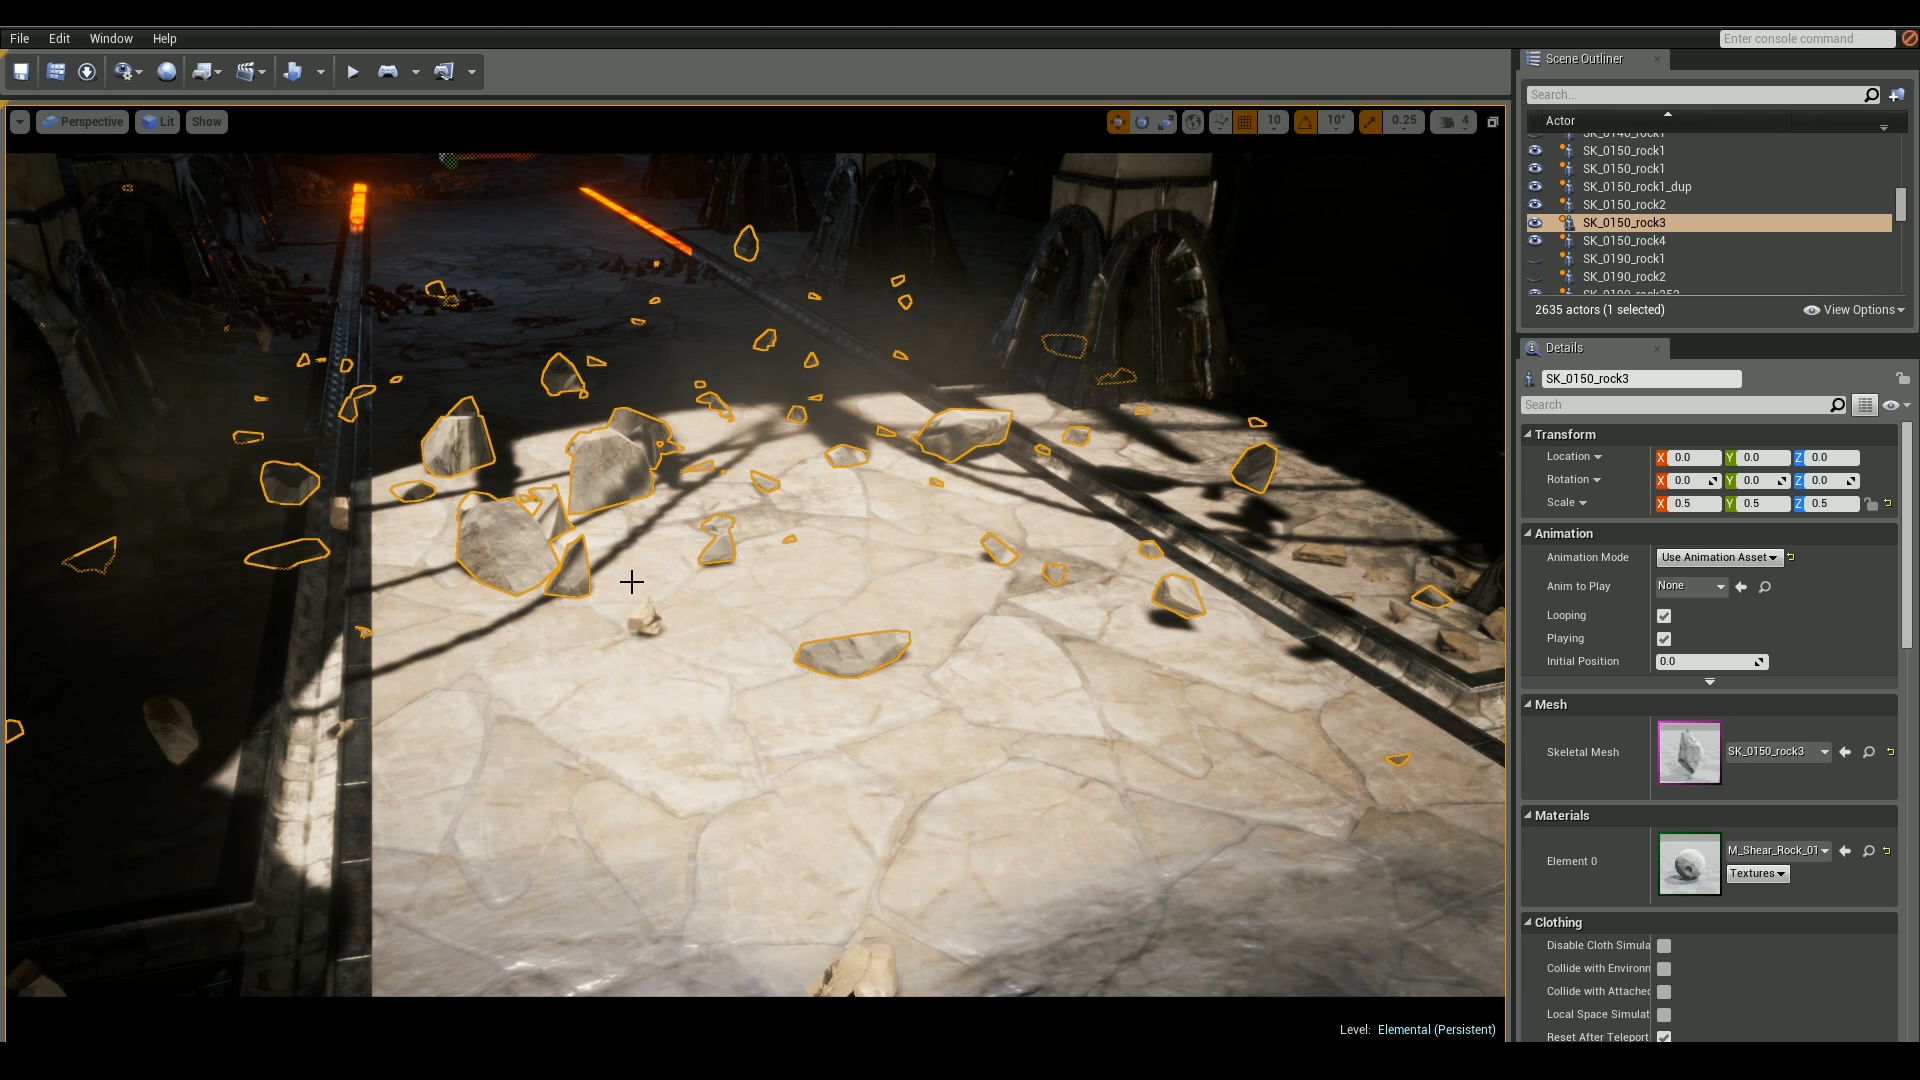 File Edit Window Help
Enter console command
Perspective Lit Show
10 10° 0.25 4
Level: Elemental (Persistent)
Scene Outliner
Search...
Actor
SK_0140_rock1
SK_0150_rock1
SK_0150_rock1
SK_0150_rock1_dup
SK_0150_rock2
SK_0150_rock3
SK_0150_rock4
SK_0190_rock1
SK_0190_rock2
2635 actors (1 selected) View Options
Details
SK_0150_rock3
Search
Transform
Location X 0.0 Y 0.0 Z 0.0
Rotation X 0.0 Y 0.0 Z 0.0
Scale X 0.5 Y 0.5 Z 0.5
Animation
Animation Mode Use Animation Asset
Anim to Play None
Looping
Playing
Initial Position 0.0
Mesh
Skeletal Mesh SK_0150_rock3
Materials
Element 0 M_Shear_Rock_01
Textures
Clothing
Disable Cloth Simula
Collide with Environn
Collide with Attached
Local Space Simulat
Reset After Teleport